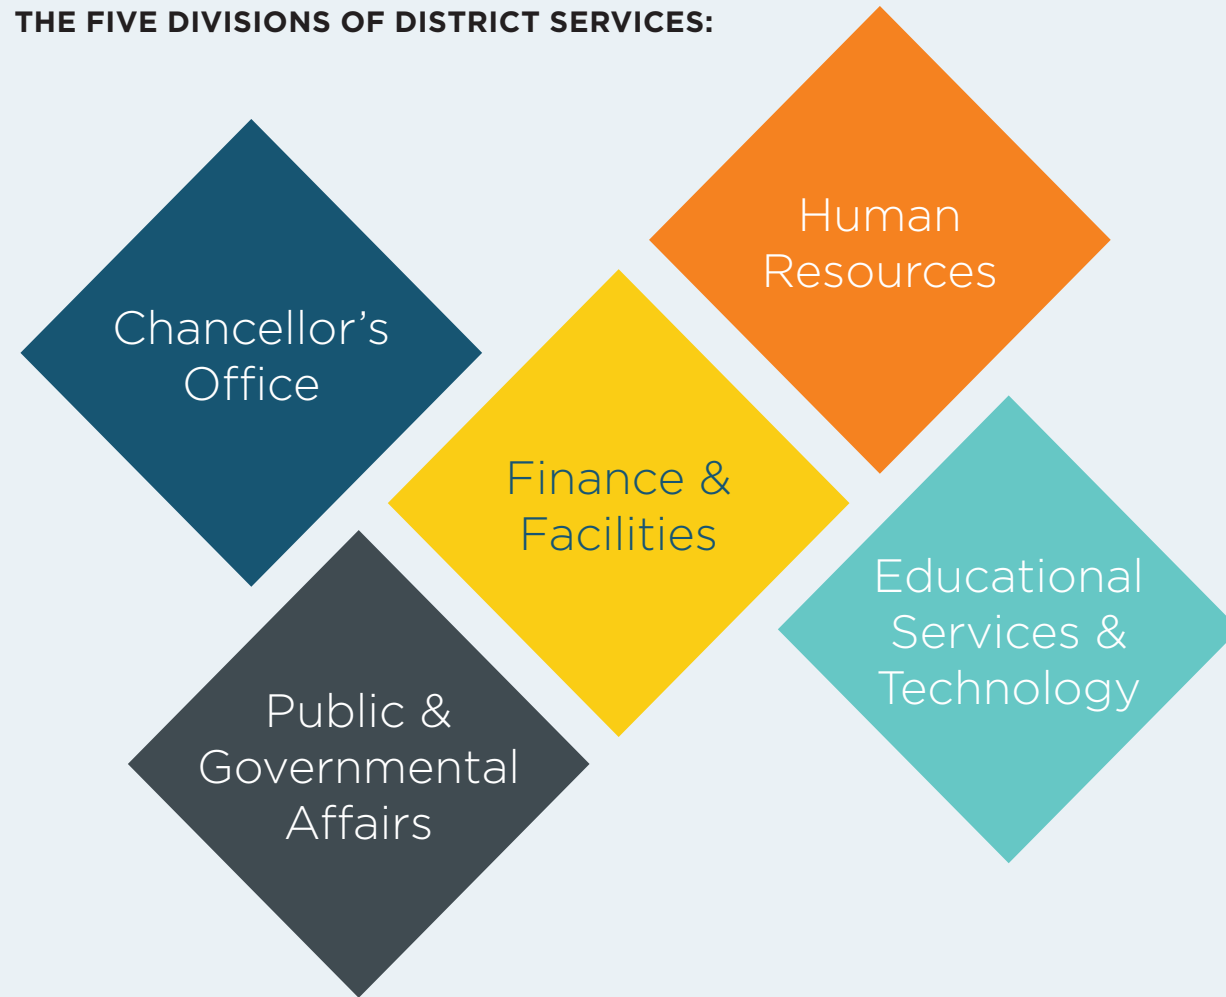 THE FIVE DIVISIONS OF DISTRICT SERVICES:
Human
Resources
Chancellor’s
Office
Finance &
Facilities
Educational
Services &
Technology
Public &
Governmental
Affairs